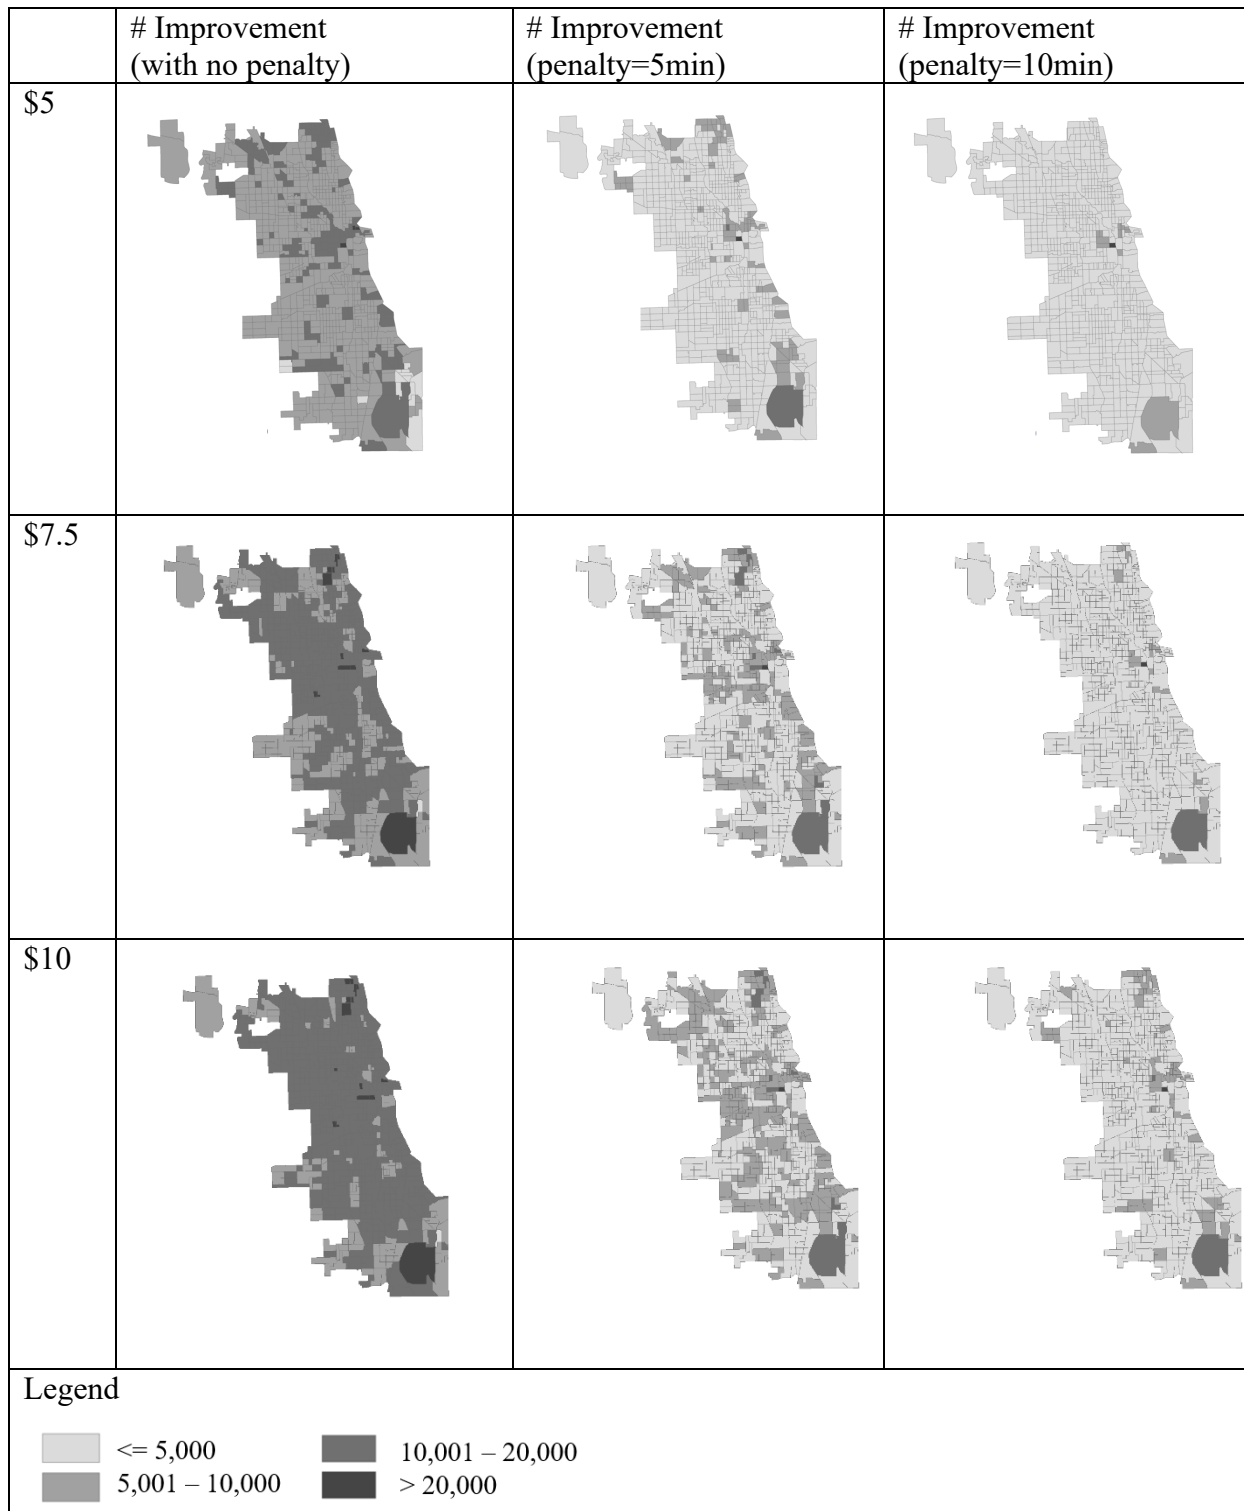 # Improvement
(with no penalty)
# Improvement
(penalty=5min)
# Improvement
(penalty=10min)
$5
$7.5
$10
Legend
<= 5,000
10,001 – 20,000
5,001 – 10,000
> 20,000